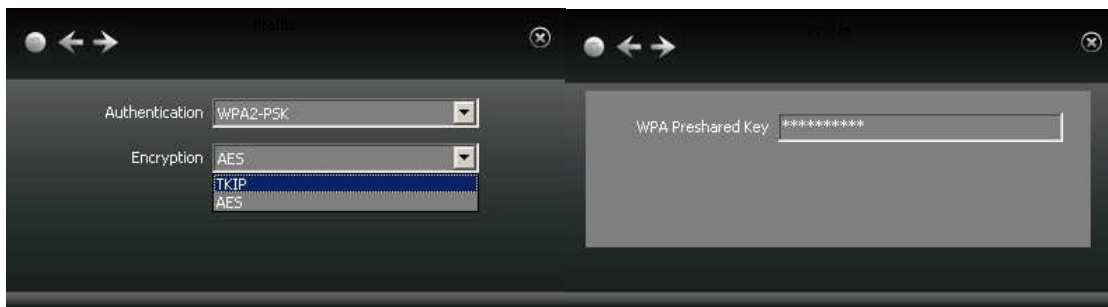 Authentication WPA2-PSK
Encryption AES
TKIP
AES
WPA Preshared Key **********